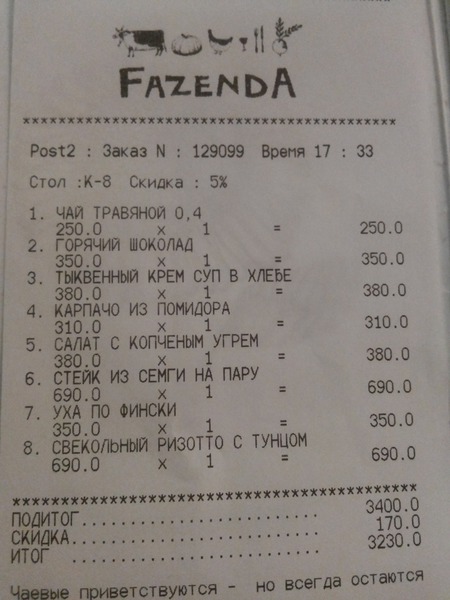 FAZENDA
****************************************
Post2 : Заказ N : 129099 Время 17 : 33
Стол :К-8 Скидка : 5%
1. ЧАЙ ТРАВЯНОЙ 0,4
250.0 x 1 = 250.0
2. ГОРЯЧИЙ ШОКОЛАД
350.0 x 1 = 350.0
3. ТЫКВЕННЫЙ КРЕМ СУП В ХЛЕБЕ
380.0 x 1 = 380.0
4. КАРПАЧО ИЗ ПОМИДОРА
310.0 x 1 = 310.0
5. САЛАТ С КОПЧЕНЫМ УГРЕМ
380.0 x 1 = 380.0
6. СТЕЙК ИЗ СЕМГИ НА ПАРУ
690.0 x 1 = 690.0
7. УХА ПО ФИНСКИ
350.0 x 1 = 350.0
8. СВЕКОЛЬНЫЙ РИЗОТТО С ТУНЦОМ
690.0 x 1 = 690.0
****************************************
ПОДИТОГ......................... 3400.0
СКИДКА.......................... 170.0
ИТОГ ......................... 3230.0
Чаевые приветствуются - но всегда остаются